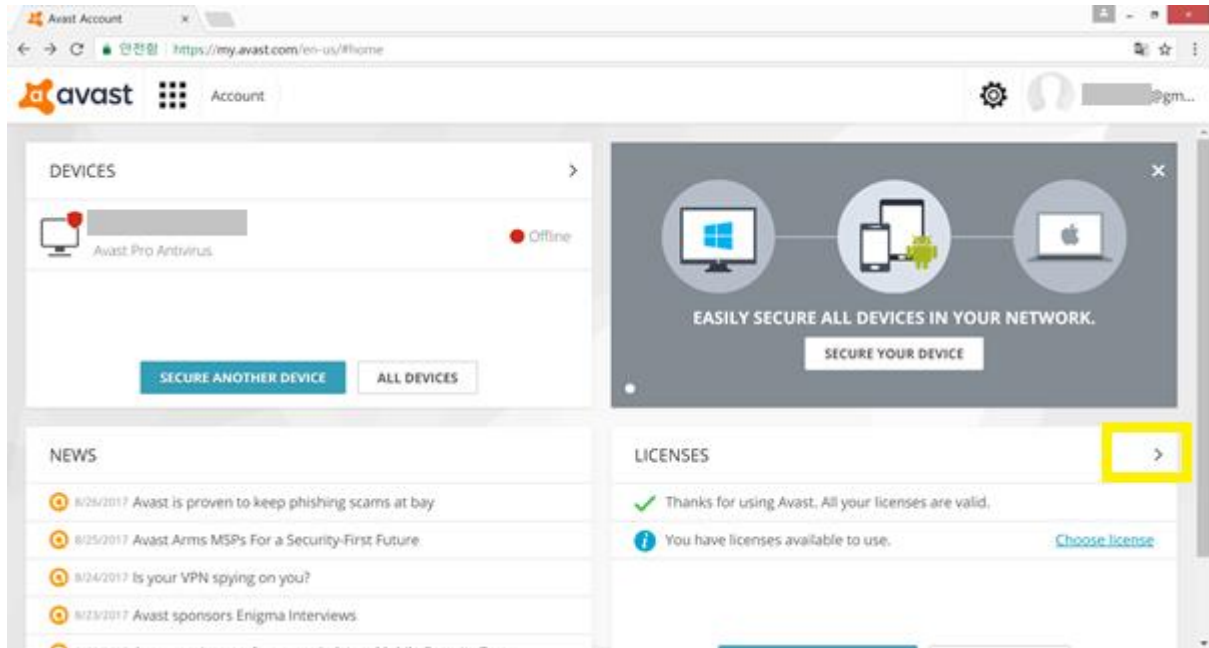 Avast Account
안전함 https://my.avast.com/en-us/#home
avast Account @gm...
DEVICES
Avast Pro Antivirus
Offline
SECURE ANOTHER DEVICE ALL DEVICES
EASILY SECURE ALL DEVICES IN YOUR NETWORK.
SECURE YOUR DEVICE
NEWS
8/26/2017 Avast is proven to keep phishing scams at bay
8/25/2017 Avast Arms MSPs For a Security-First Future
8/24/2017 Is your VPN spying on you?
8/23/2017 Avast sponsors Enigma Interviews
LICENSES
Thanks for using Avast. All your licenses are valid.
You have licenses available to use. Choose license